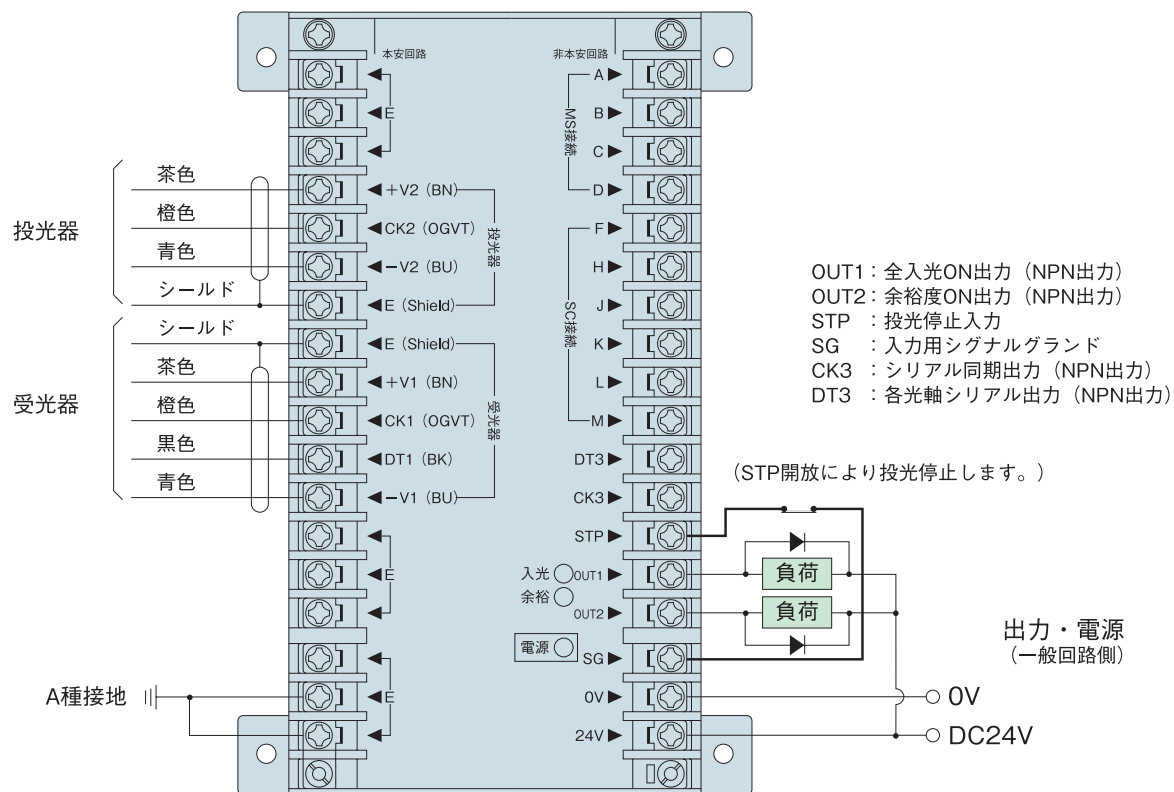 本安回路
非本安回路
E
投光器
茶色
橙色
青色
シールド
受光器
シールド
茶色
橙色
黒色
青色
+V2 (BN)
CK2 (OGVT)
-V2 (BU)
E (Shield)
投光器
E (Shield)
+V1 (BN)
CK1 (OGVT)
DT1 (BK)
-V1 (BU)
受光器
E
E
A種接地
A
B
C
D
MS接続
F
H
J
K
L
M
SC接続
DT3
CK3
STP
入光
OUT1
余裕
OUT2
電源
SG
0V
24V
OUT1：全入光ON出力（NPN出力）
OUT2：余裕度ON出力（NPN出力）
STP ：投光停止入力
SG ：入力用シグナルグランド
CK3 ：シリアル同期出力（NPN出力）
DT3 ：各光軸シリアル出力（NPN出力）
（STP開放により投光停止します。）
負荷
負荷
出力・電源
（一般回路側）
0V
DC24V